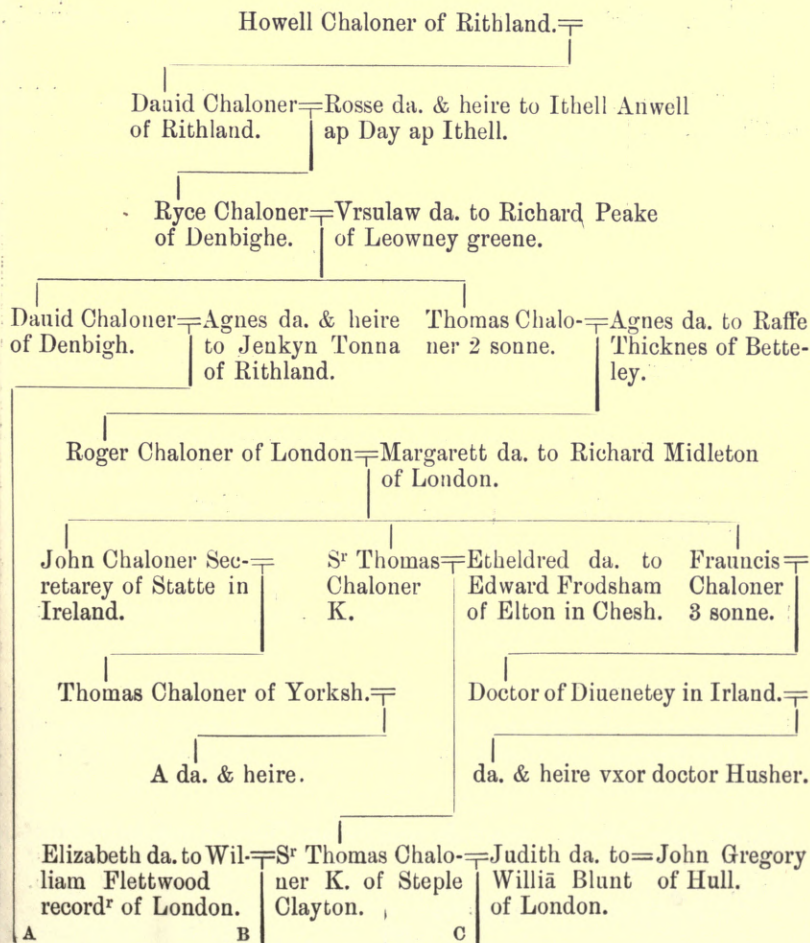 Howell Chaloner of Rithland.
Dauid Chaloner Rosse da. & heire to Ithell Anwell
of Rithland. ap Day ap Ithell.
Ryce Chaloner Vrsulaw da. to Richard Peake
of Denbighe. of Leowney greene.
Dauid Chaloner Agnes da. & heire Thomas Chalo- Agnes da. to Raffe
of Denbigh. to Jenkyn Tonna ner 2 sonne. Thicknes of Bette-
of Rithland. ley.
Roger Chaloner of London Margarett da. to Richard Midleton
of London.
John Chaloner Sec- Sr Thomas Etheldred da. to Frauncis
retarey of Statte in Chaloner Edward Frodsham Chaloner
Ireland. K. of Elton in Chesh. 3 sonne.
Thomas Chaloner of Yorksh. Doctor of Diuenetey in Irland.
A da. & heire. da. & heire vxor doctor Husher.
Elizabeth da. to Wil- Sr Thomas Chalo- Judith da. to John Gregory
liam Flettwood ner K. of Steple Williā Blunt of Hull.
recordr of London. Clayton. of London.
A B C